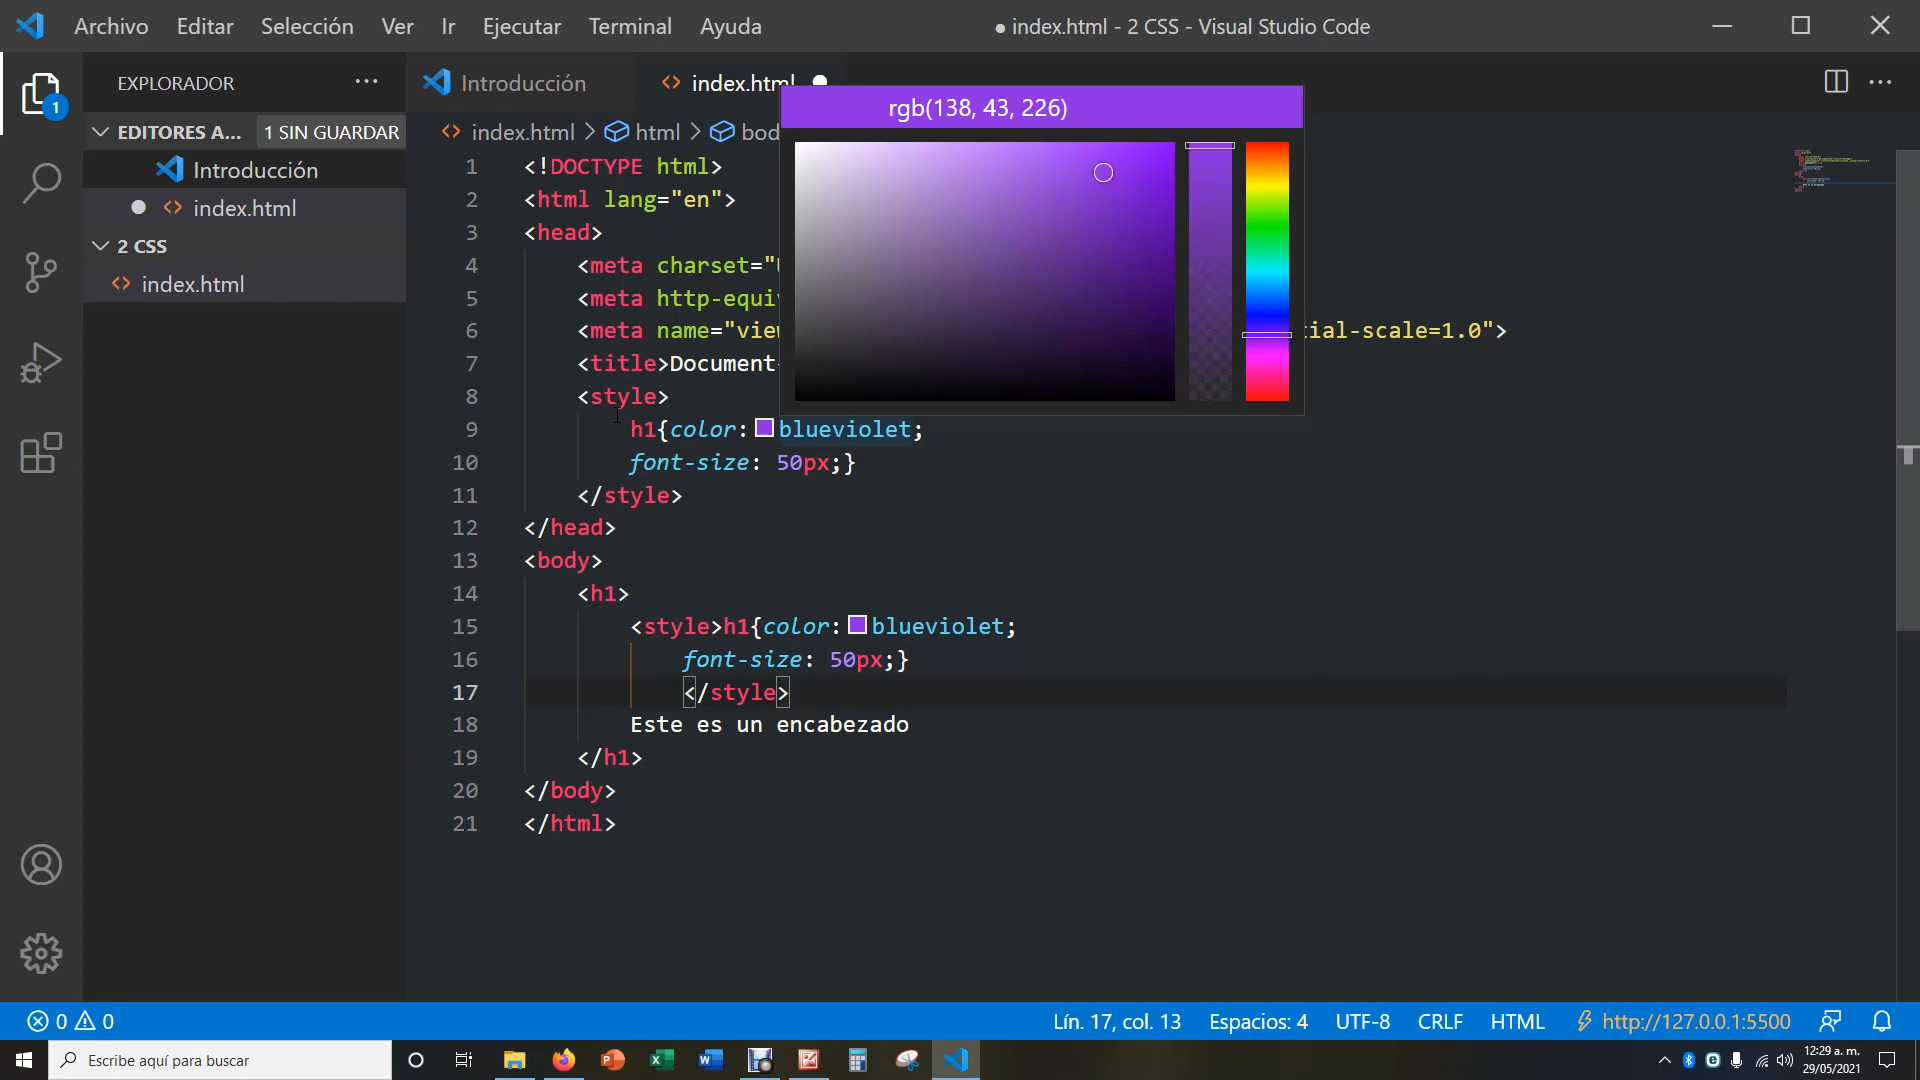 Archivo Editar Selección Ver Ir Ejecutar Terminal Ayuda
● index.html - 2 CSS - Visual Studio Code
EXPLORADOR ···
Introducción
index.html
EDITORES A... 1 SIN GUARDAR
index.html > html > bod
rgb(138, 43, 226)
1
Introducción
index.html
2 CSS
index.html
1 <!DOCTYPE html>
2 <html lang="en">
3 <head>
4 <meta charset="
5 <meta http-equi
6 <meta name="view tial-scale=1.0">
7 <title>Document
8 <style>
9 h1{color: blueviolet;
10 font-size: 50px;}
11 </style>
12 </head>
13 <body>
14 <h1>
15 <style>h1{color: blueviolet;
16 font-size: 50px;}
17 </style>
18 Este es un encabezado
19 </h1>
20 </body>
21 </html>
0 0
Lín. 17, col. 13 Espacios: 4 UTF-8 CRLF HTML http://127.0.0.1:5500
Escribe aquí para buscar
12:29 a. m.
29/05/2021